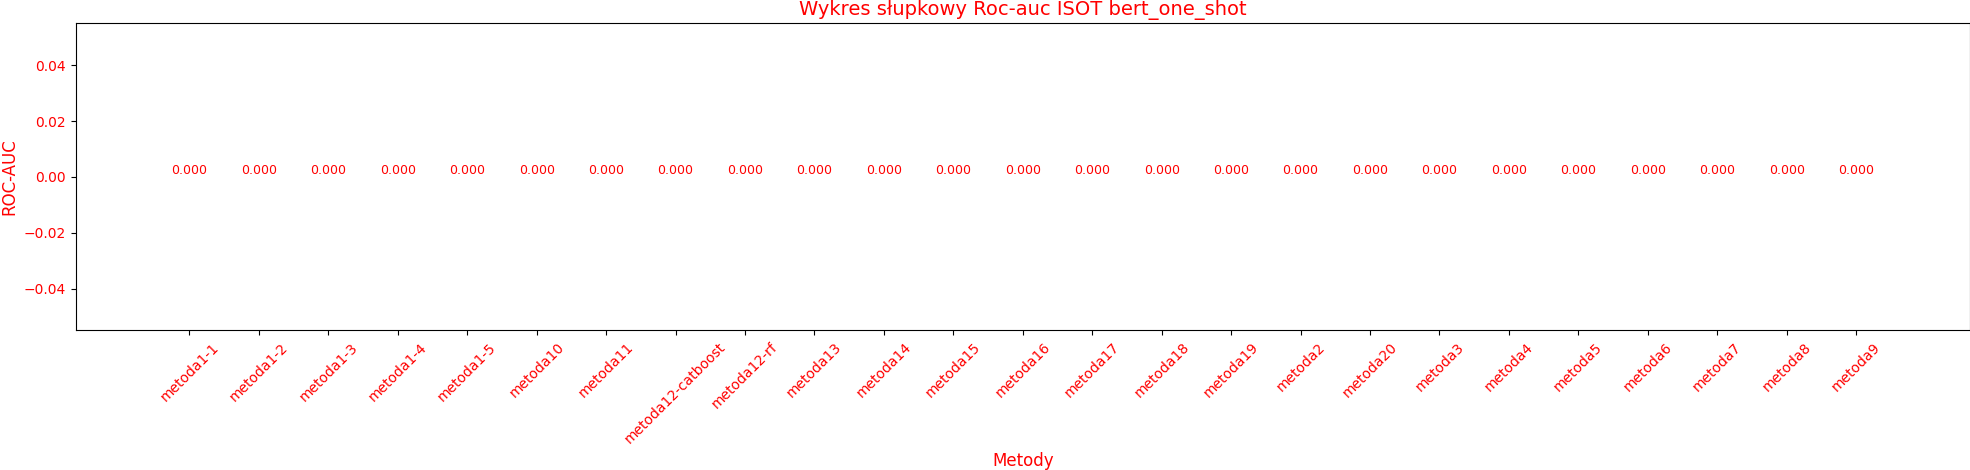 Wykres słupkowy Roc-auc ISOT bert_one_shot
ROC-AUC
0.04
0.02
0.00
−0.02
−0.04
0.000 0.000 0.000 0.000 0.000 0.000 0.000 0.000 0.000 0.000 0.000 0.000 0.000 0.000 0.000 0.000 0.000 0.000 0.000 0.000 0.000 0.000 0.000 0.000 0.000
metoda1-1 metoda1-2 metoda1-3 metoda1-4 metoda1-5 metoda10 metoda11 metoda12-catboost metoda12-rf metoda13 metoda14 metoda15 metoda16 metoda17 metoda18 metoda19 metoda2 metoda20 metoda3 metoda4 metoda5 metoda6 metoda7 metoda8 metoda9
Metody